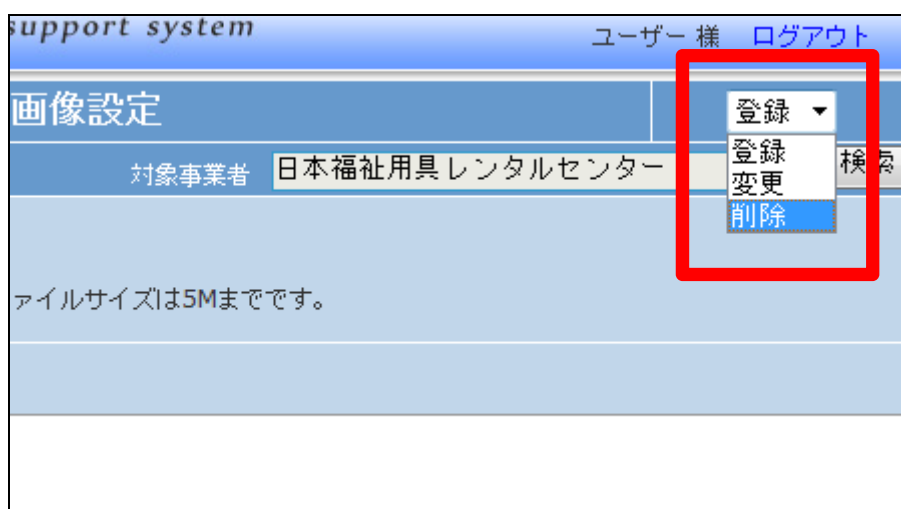 support system
ユーザー 様 ログアウト
画像設定
登録
対象事業者 日本福祉用具レンタルセンター 検索
登録
変更
削除
ァイルサイズは5Mまでです。